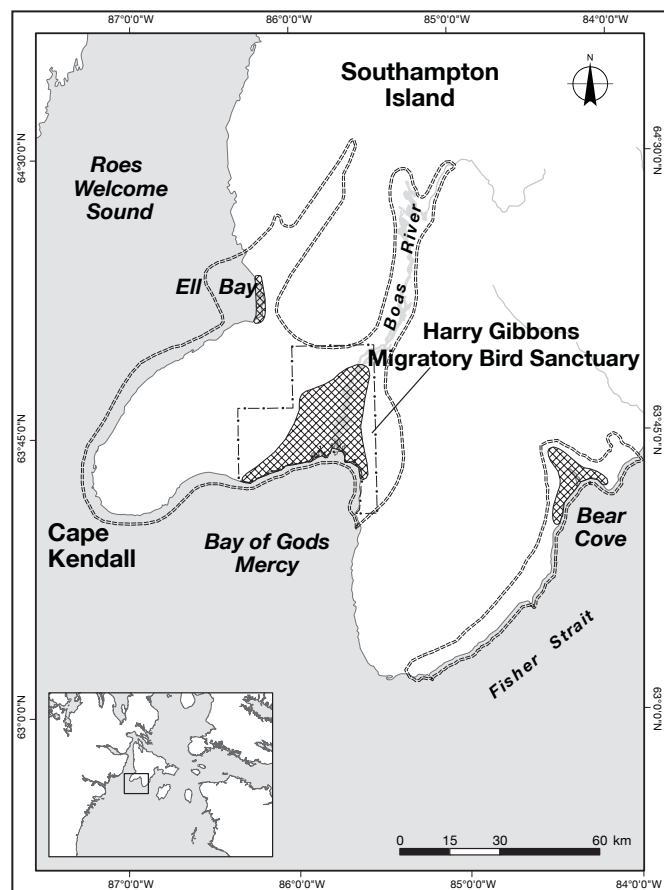 87°0'0"W 86°0'0"W 85°0'0"W 84°0'0"W
Southampton
Island
N
64°30'0"N
64°30'0"N
Roes
Welcome
Sound
Boas River
Ell Bay
Harry Gibbons
Migratory Bird Sanctuary
63°45'0"N
63°45'0"N
Cape
Kendall
Bay of Gods
Mercy
Bear
Cove
Fisher Strait
63°0'0"N
63°0'0"N
0 15 30 60 km
87°0'0"W 86°0'0"W 85°0'0"W 84°0'0"W